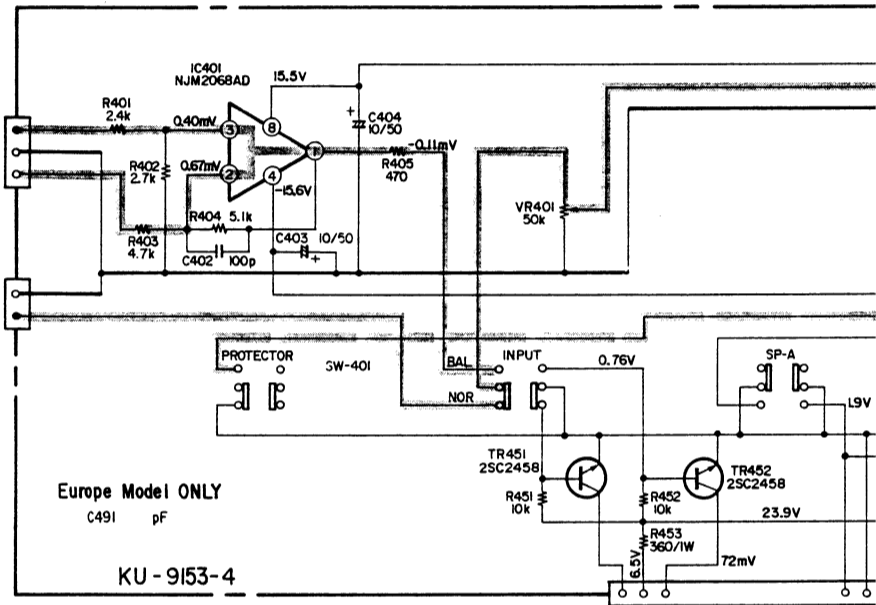 IC401
NJM2068AD
15.5V
R401
2.4k
0.40mV
3
8
+
C404
10/50
-0.11mV
R402
2.7k
0.67mV
2
1
4
-15.6V
R405
470
VR401
50k
R404 5.1k
R403
4.7k
C402
100p
C403
10/50
+
PROTECTOR
SW-401
BAL
INPUT
0.76V
SP-A
NOR
1.9V
TR451
2SC2458
TR452
2SC2458
R451
10k
R452
10k
23.9V
Europe Model ONLY
C491 pF
R453
360/1W
6.5V
72mV
KU-9153-4